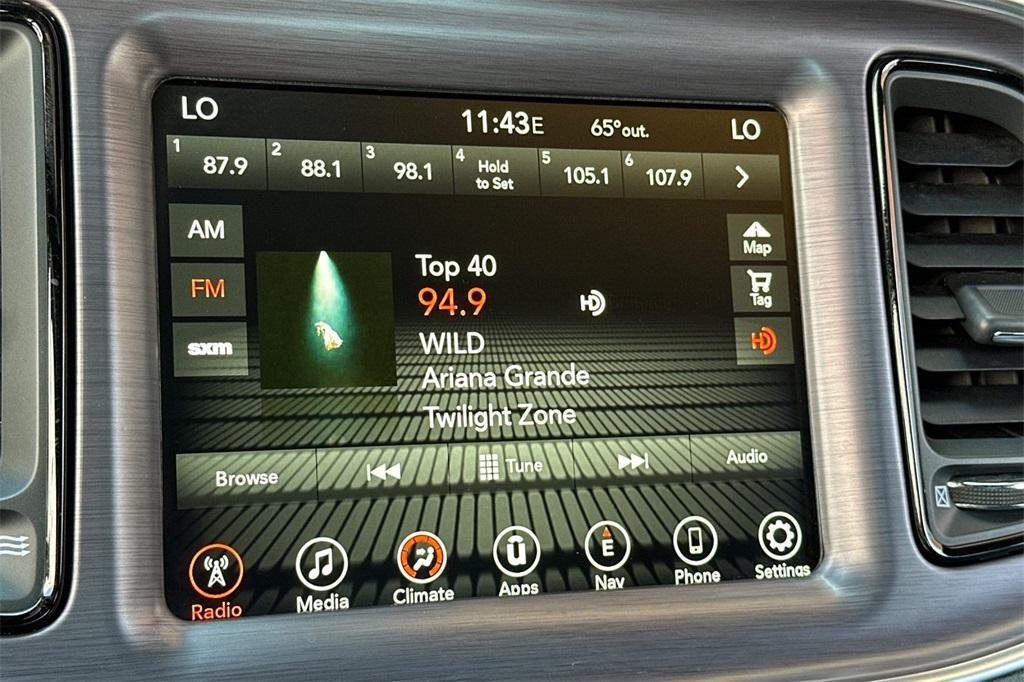 LO 11:43E 65°out. LO
1 87.9 2 88.1 3 98.1 4 Hold to Set 5 105.1 6 107.9
AM
FM
sxm
Top 40
94.9 HD
WILD
Ariana Grande
Twilight Zone
Map
Tag
HD
Browse Tune Audio
E
Radio Media Climate Apps Nav Phone Settings